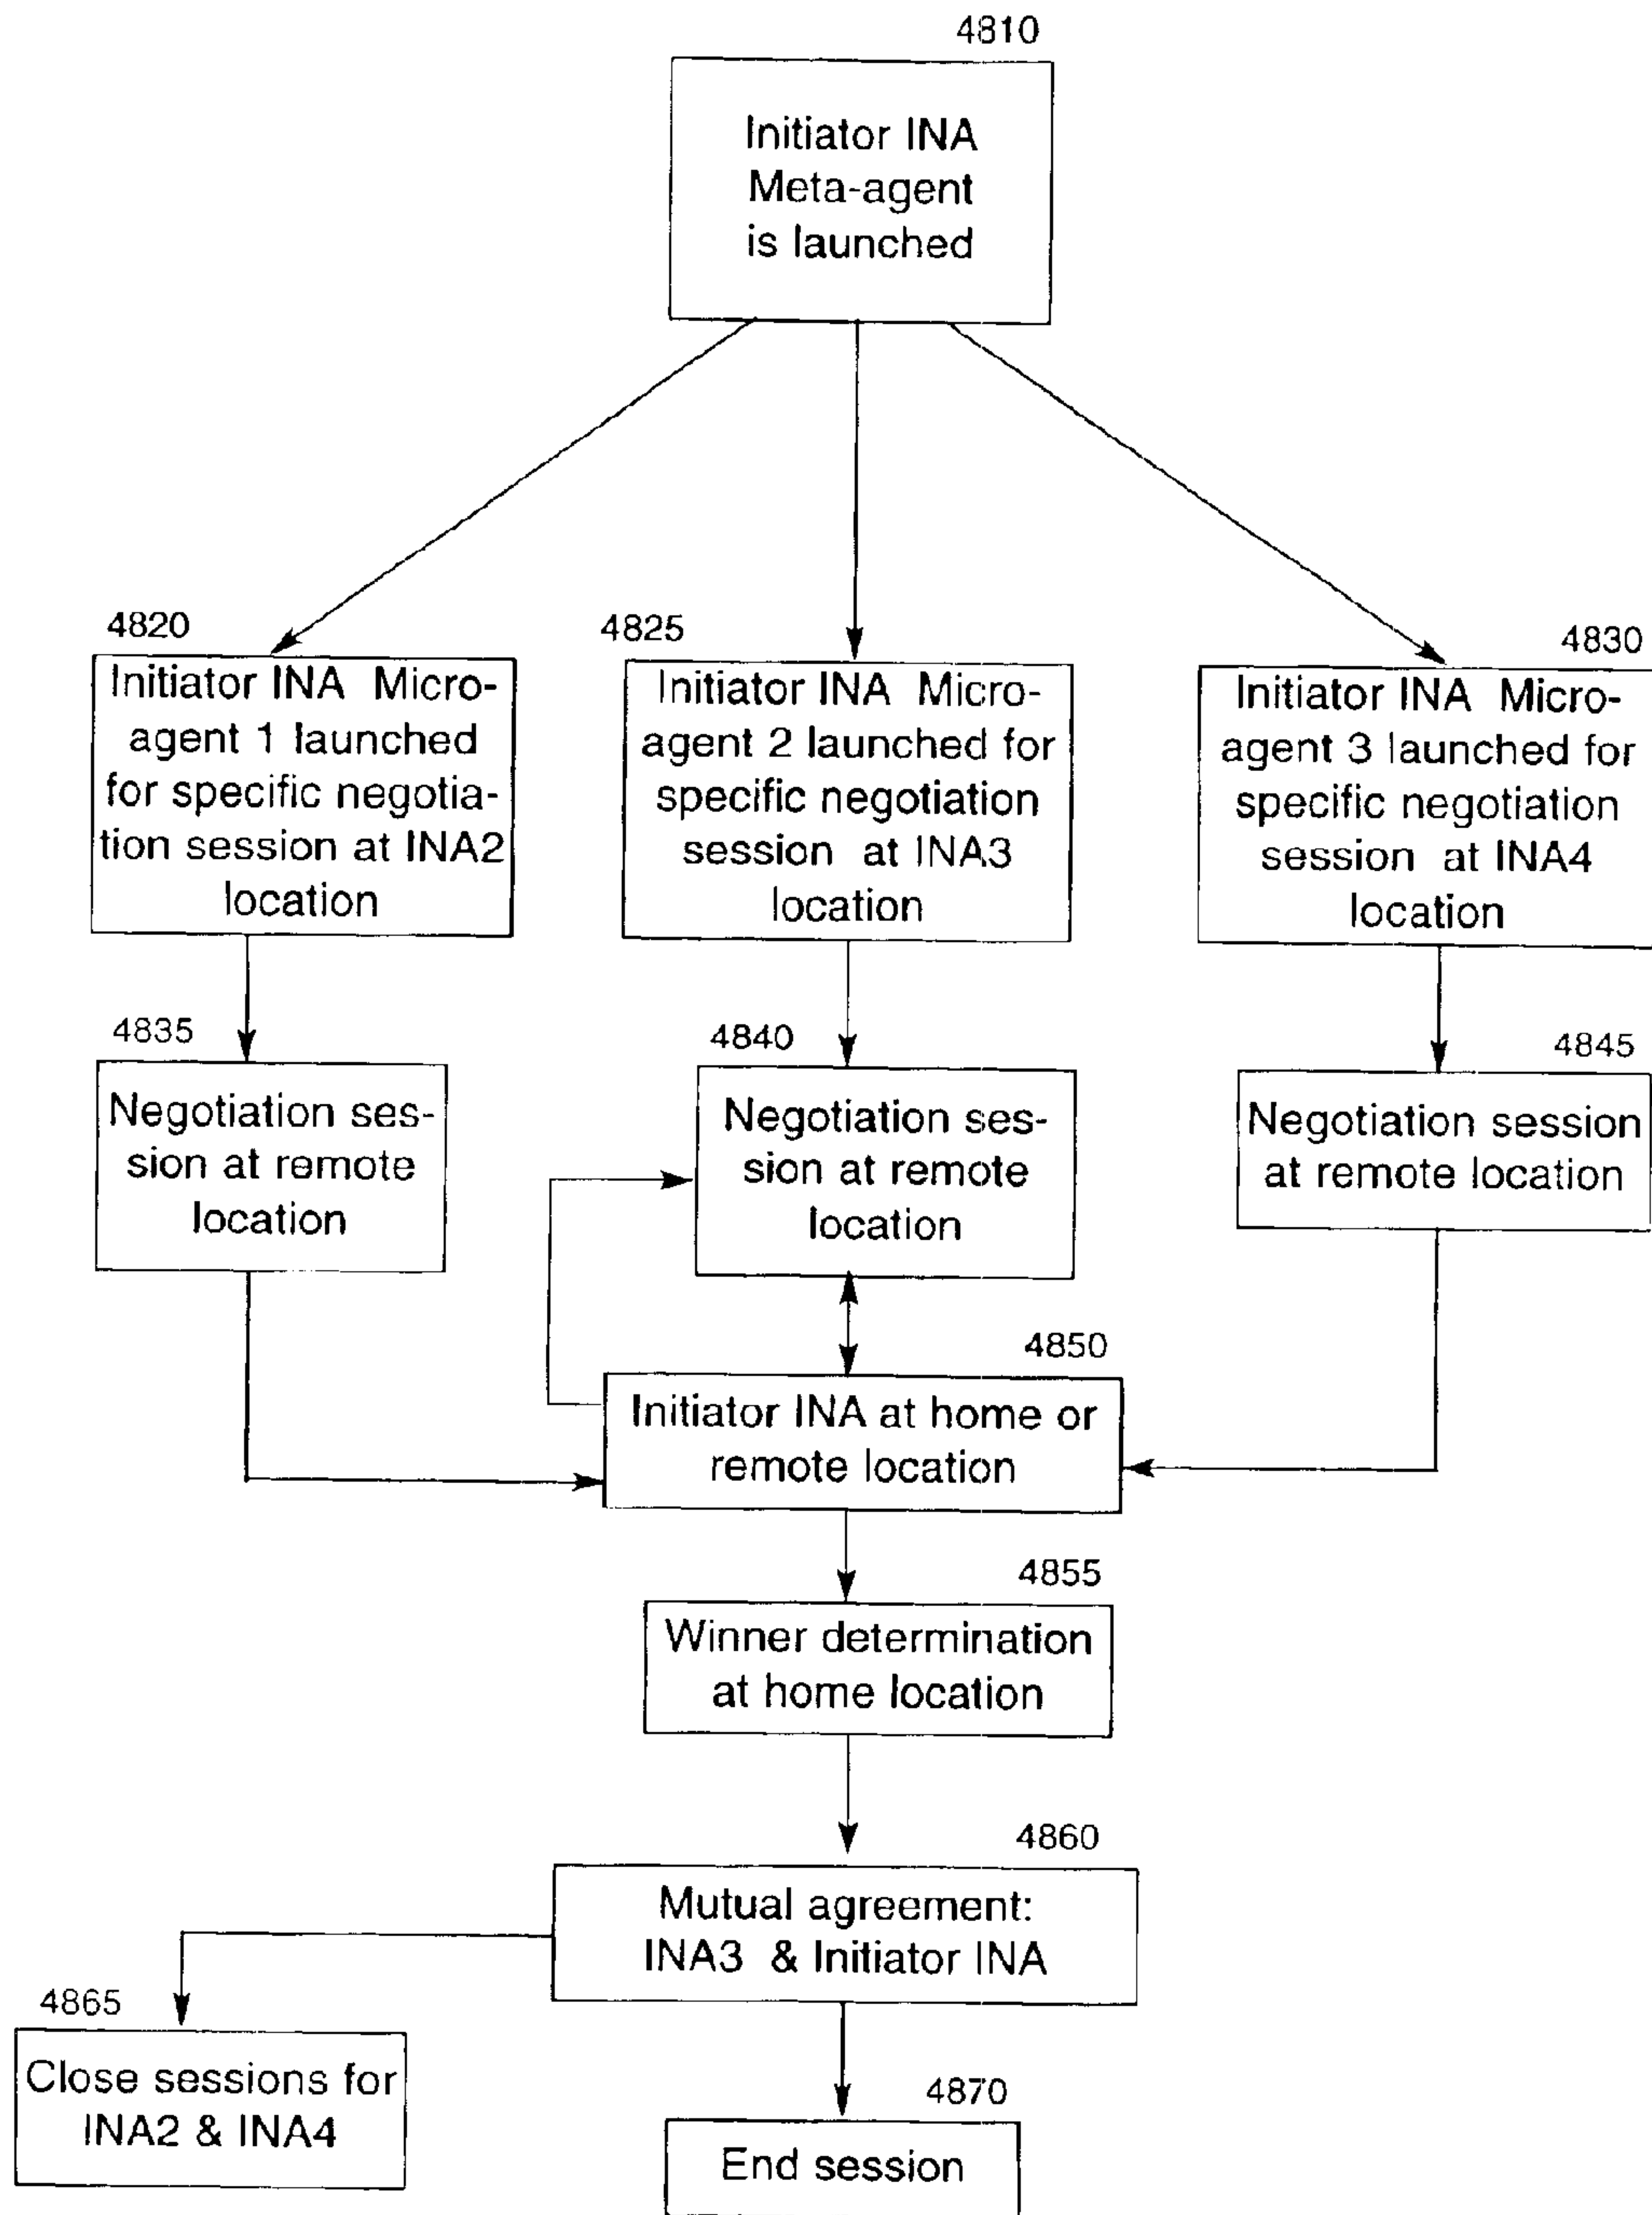 4810
Initiator INA
Meta-agent
is launched
4820
Initiator INA Micro-
agent 1 launched
for specific negotia-
tion session at INA2
location
4825
Initiator INA Micro-
agent 2 launched for
specific negotiation
session at INA3
location
4830
Initiator INA Micro-
agent 3 launched for
specific negotiation
session at INA4
location
4835
Negotiation ses-
sion at remote
location
4840
Negotiation ses-
sion at remote
location
4845
Negotiation session
at remote location
4850
Initiator INA at home or
remote location
4855
Winner determination
at home location
4860
Mutual agreement:
INA3 & Initiator INA
4865
Close sessions for
INA2 & INA4
4870
End session